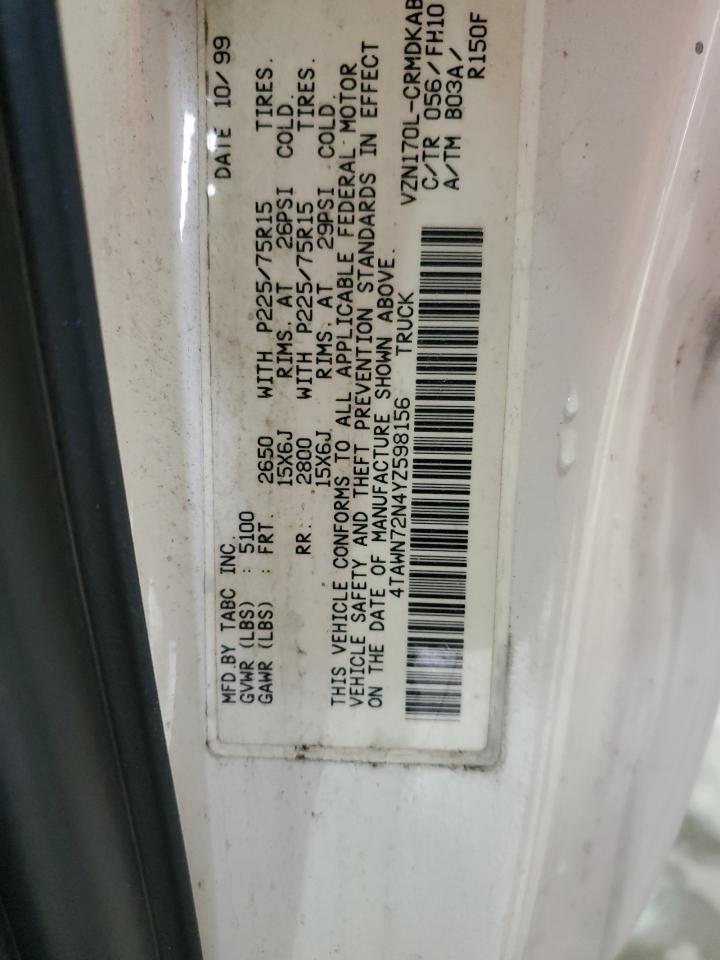 MFD.BY TABC INC. DATE 10/99
GVWR (LBS) : 5100
GAWR (LBS) : FRT. 2650 WITH P225/75R15 TIRES.
15X6J RIMS. AT 26PSI COLD.
RR. 2800 WITH P225/75R15 TIRES.
15X6J RIMS. AT 29PSI COLD.
THIS VEHICLE CONFORMS TO ALL APPLICABLE FEDERAL MOTOR
VEHICLE SAFETY AND THEFT PREVENTION STANDARDS IN EFFECT
ON THE DATE OF MANUFACTURE SHOWN ABOVE.
4TAWN72N4YZ598156 TRUCK
VZN170L-CRMDKAB
C/TR 056/FH10
A/TM B03A/
R150F